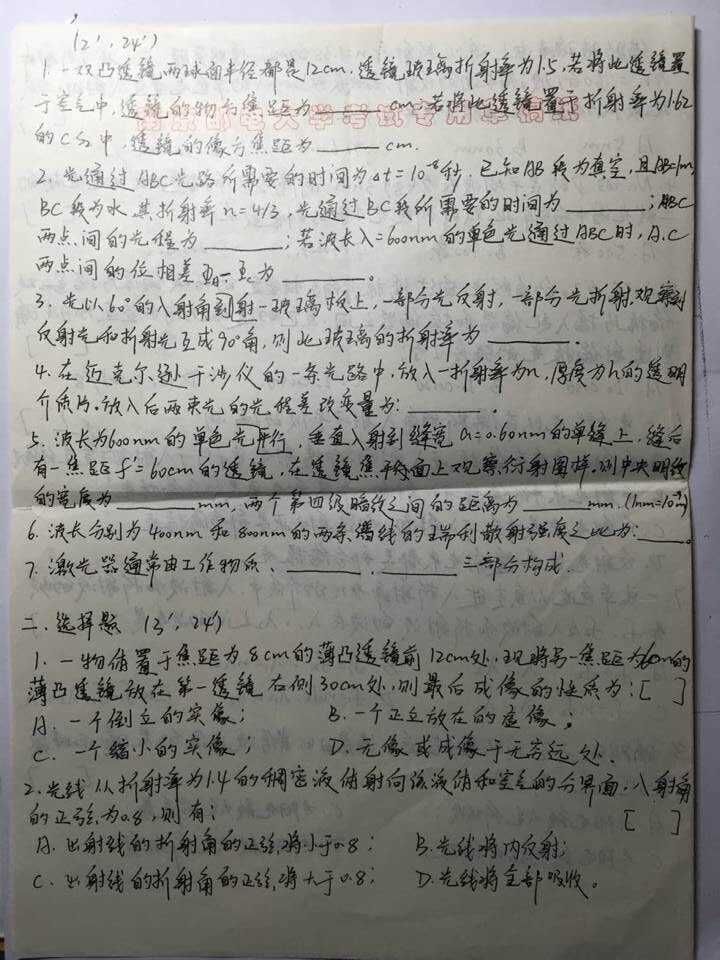 (2', 24')
1. 一双凸透镜两球面半径都是12cm, 透镜玻璃折射率为1.5, 若将此透镜置
于空气中, 透镜的物方焦距为______cm; 若将此透镜置于折射率为1.62
的CS2中, 透镜的像方焦距为______cm.
2. 光通过ABC光路所需要的时间为Δt=10⁻⁸秒. 已知AB段为真空, 且AB=1m,
BC段为水, 其折射率n=4/3, 光通过BC段所需要的时间为______; ABC
两点间的光程为______; 若波长λ=600nm的单色光通过ABC时, A.C
两点间的位相差 为______。
3. 光以60°的入射角到射一玻璃板上, 一部分光反射, 一部分光折射, 观察到
反射光和折射光互成90°角, 则此玻璃的折射率为______.
4. 在迈克尔逊干涉仪的一条光路中, 放入一折射率为n, 厚度为h的透明
介质片. 放入后两束光的光程差改变量为: ______.
5. 波长为600nm的单色光平行, 垂直入射到缝宽a=0.60nm的单缝上, 缝后
有一焦距f'=60cm的透镜, 在透镜焦平面上观察衍射图样, 则中央明纹
的宽度为______mm, 两个第四级暗纹之间的距离为______mm. (1nm=10⁻⁹m)
6. 波长分别为400nm和800nm的两条谱线的瑞利散射强度之比为: ____。
7. 激光器通常由工作物质、______. ______三部分构成.
二. 选择题 (3', 24')
1. 一物体置于焦距为8cm的薄凸透镜前12cm处, 现将另一焦距为6cm的
薄凸透镜放在第一透镜右侧30cm处, 则最后成像的性质为: [ ]
A. 一个倒立的实像; B. 一个正立放在的虚像;
C. 一个缩小的实像; D. 无像或成像于无穷远处.
2. 光线从折射率为1.4的稠密液体射向该液体和空气的分界面, 入射角
的正弦为0.8, 则有: [ ]
A. 出射线的折射角的正弦将小于0.8; B. 光线将内反射;
C. 出射线的折射角的正弦将大于0.8; D. 光线将全部吸收。